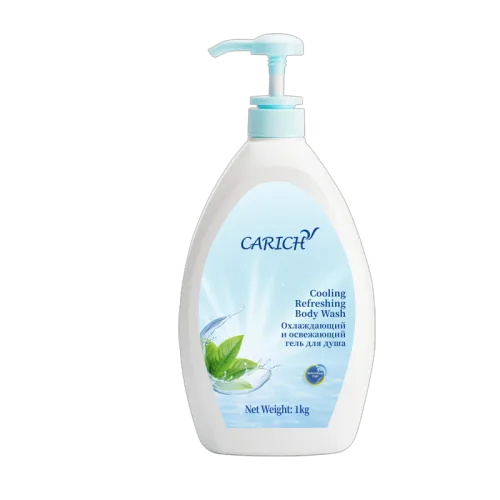 CARICH
Cooling
Refreshing
Body Wash
Охлаждающий
и освежающий
гель для душа
Net Weight: 1kg